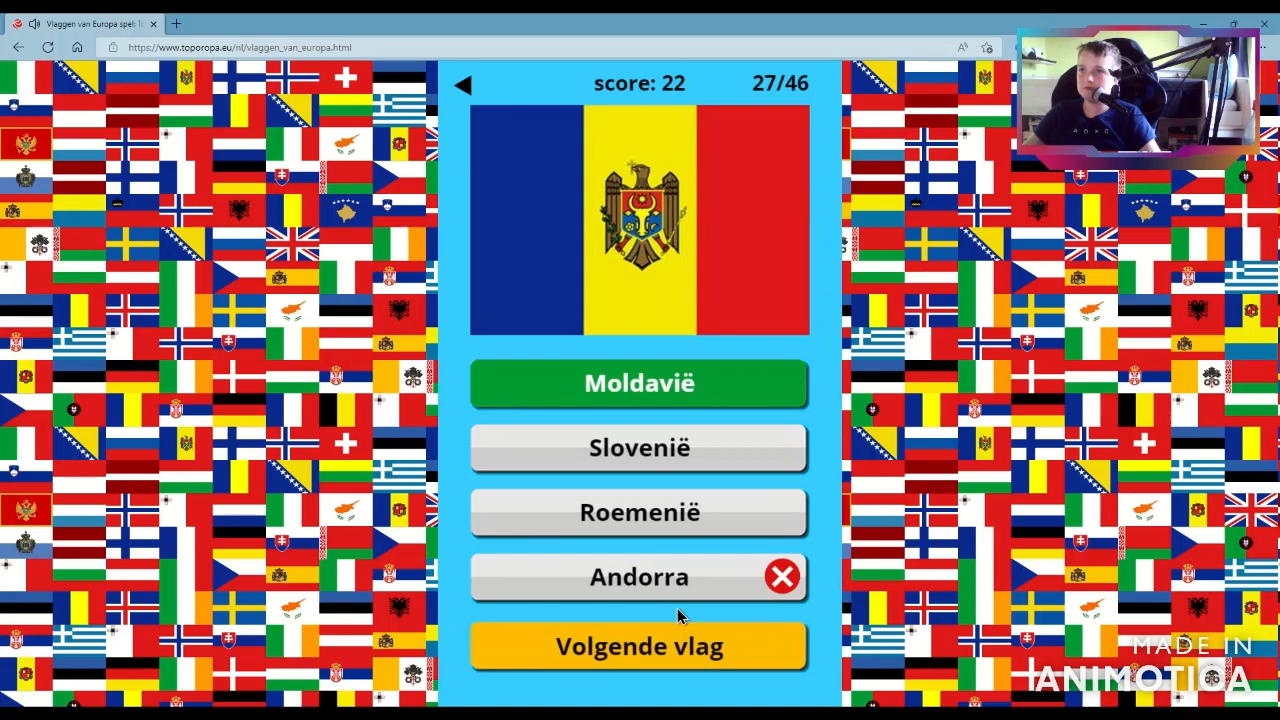 Vlaggen van Europa spel:
https://www.toporopa.eu/nl/vlaggen_van_europa.html
score: 22
27/46
Moldavië
Slovenië
Roemenië
Andorra
Volgende vlag
MADE IN
ANIMOTICA